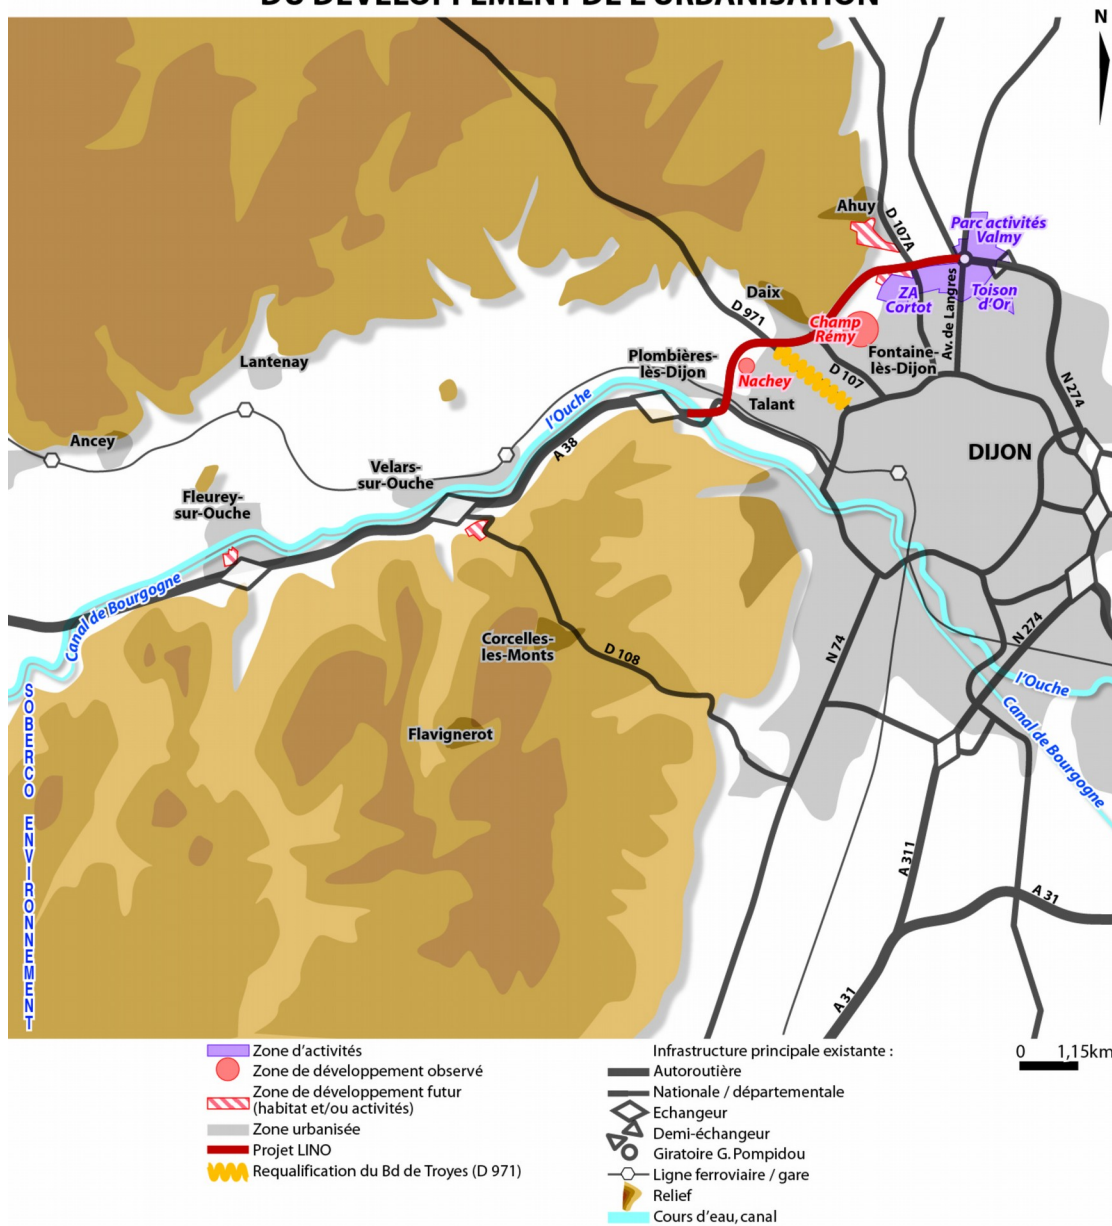 DU DÉVELOPPEMENT DE L'URBANISATION
N
Ahuy
D 107A
Parc activités
Valmy
Daix
D 971
ZA
Cortot
Av. de Langres
Toison
d'Or
Champ
Rémy
Lantenay
Plombières-
lès-Dijon
Nachey
D 107
Fontaine-
lès-Dijon
Talant
N 274
l'Ouche
A 38
Ancey
Velars-
sur-Ouche
DIJON
Fleurey-
sur-Ouche
Canal de Bourgogne
Corcelles-
les-Monts
D 108
N 74
N 274
l'Ouche
Canal de Bourgogne
Flavignerot
SOBERCO ENVIRONNEMENT
A 311
A 31
A 31
Zone d'activités
Zone de développement observé
Zone de développement futur
(habitat et/ou activités)
Zone urbanisée
Projet LINO
Requalification du Bd de Troyes (D 971)
Infrastructure principale existante :
Autoroutière
Nationale / départementale
Echangeur
Demi-échangeur
Giratoire G. Pompidou
Ligne ferroviaire / gare
Relief
Cours d'eau, canal
0 1,15km